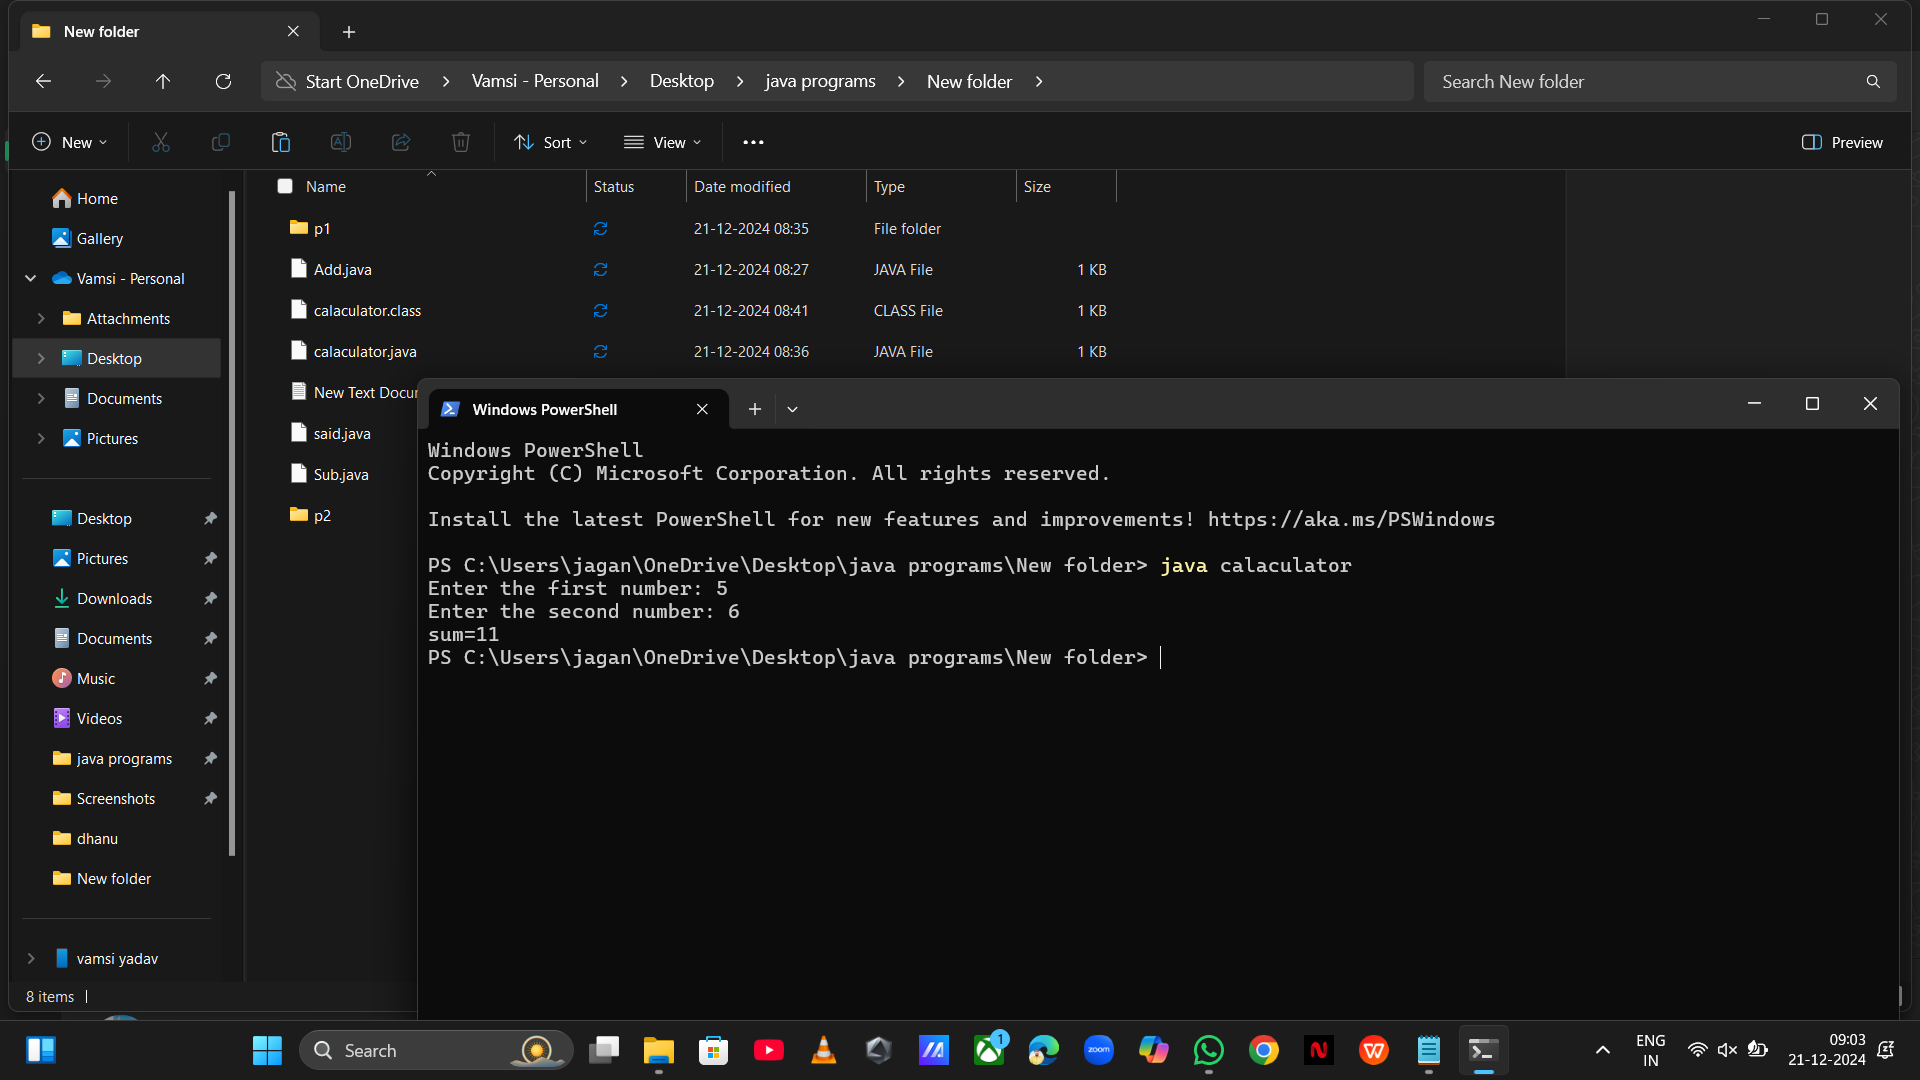 New folder
Start OneDrive
Vamsi - Personal
Desktop
java programs
New folder
Search New folder
New
Sort
View
Preview
Home
Gallery
Vamsi - Personal
Attachments
Desktop
Documents
Pictures
Desktop
Pictures
Downloads
Documents
Music
Videos
java programs
Screenshots
dhanu
New folder
vamsi yadav
8 items
Name Status Date modified Type Size
p1 21-12-2024 08:35 File folder
Add.java 21-12-2024 08:27 JAVA File 1 KB
calaculator.class 21-12-2024 08:41 CLASS File 1 KB
calaculator.java 21-12-2024 08:36 JAVA File 1 KB
New Text Docu
said.java
Sub.java
p2
Windows PowerShell
Windows PowerShell
Copyright (C) Microsoft Corporation. All rights reserved.
Install the latest PowerShell for new features and improvements! https://aka.ms/PSWindows
PS C:\Users\jagan\OneDrive\Desktop\java programs\New folder> java calaculator
Enter the first number: 5
Enter the second number: 6
sum=11
PS C:\Users\jagan\OneDrive\Desktop\java programs\New folder>
Search
1
zoom
ENG
IN
09:03
21-12-2024